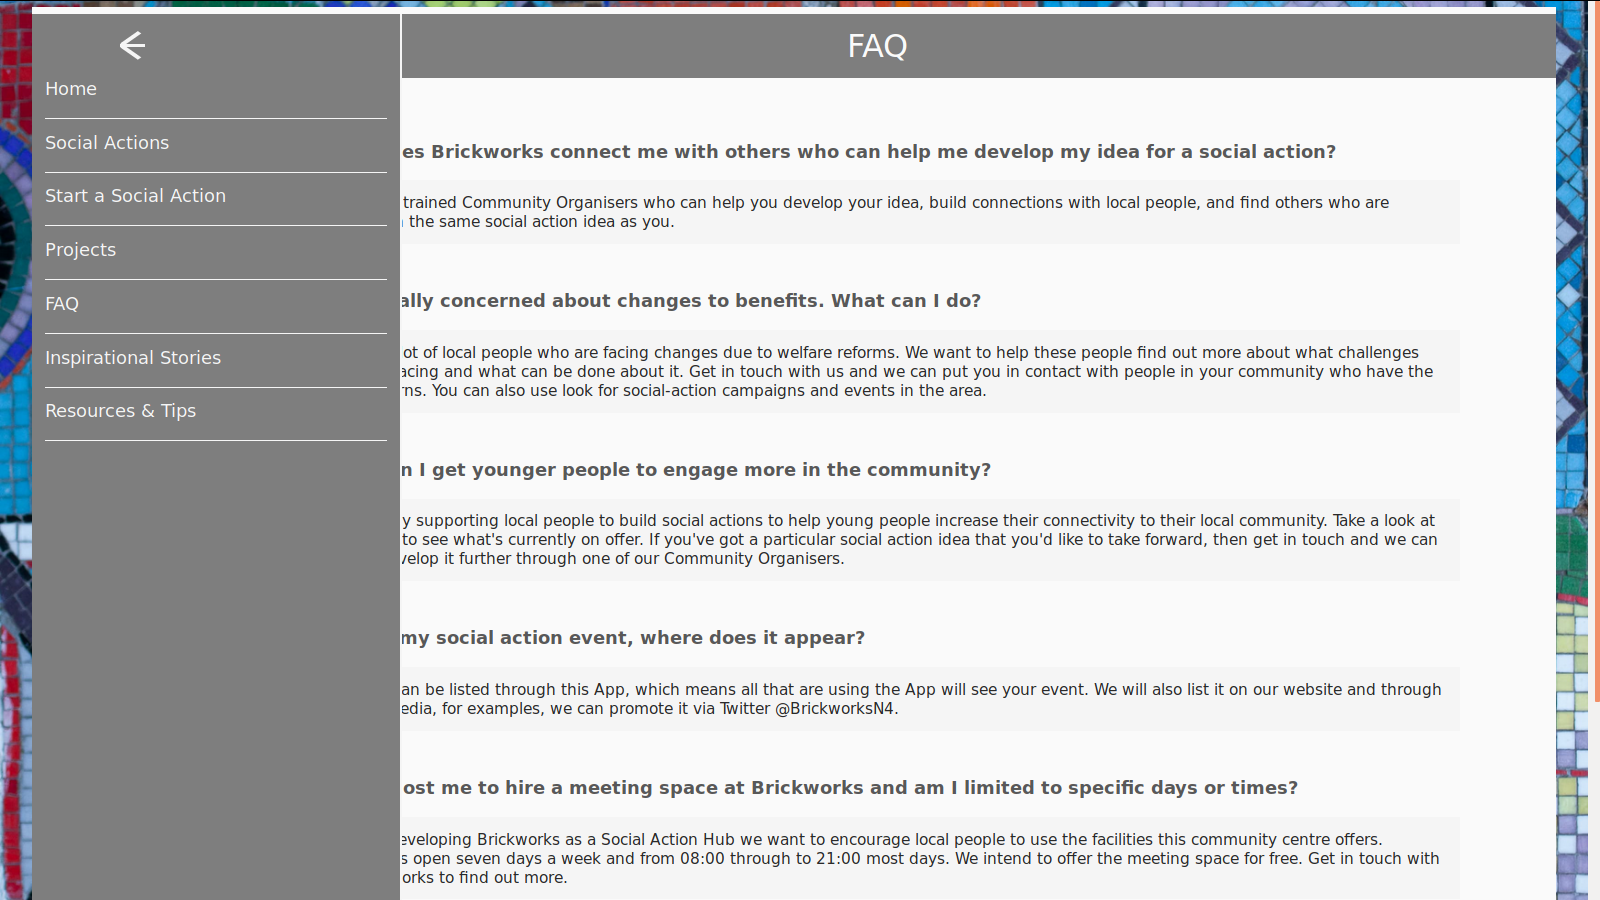 Home
Social Actions
Start a Social Action
Projects
FAQ
Inspirational Stories
Resources & Tips
FAQ
es Brickworks connect me with others who can help me develop my idea for a social action?
trained Community Organisers who can help you develop your idea, build connections with local people, and find others who are
the same social action idea as you.
ally concerned about changes to benefits. What can I do?
ot of local people who are facing changes due to welfare reforms. We want to help these people find out more about what challenges
acing and what can be done about it. Get in touch with us and we can put you in contact with people in your community who have the
rns. You can also use look for social-action campaigns and events in the area.
n I get younger people to engage more in the community?
y supporting local people to build social actions to help young people increase their connectivity to their local community. Take a look at
to see what's currently on offer. If you've got a particular social action idea that you'd like to take forward, then get in touch and we can
velop it further through one of our Community Organisers.
my social action event, where does it appear?
an be listed through this App, which means all that are using the App will see your event. We will also list it on our website and through
edia, for examples, we can promote it via Twitter @BrickworksN4.
ost me to hire a meeting space at Brickworks and am I limited to specific days or times?
eveloping Brickworks as a Social Action Hub we want to encourage local people to use the facilities this community centre offers.
s open seven days a week and from 08:00 through to 21:00 most days. We intend to offer the meeting space for free. Get in touch with
orks to find out more.